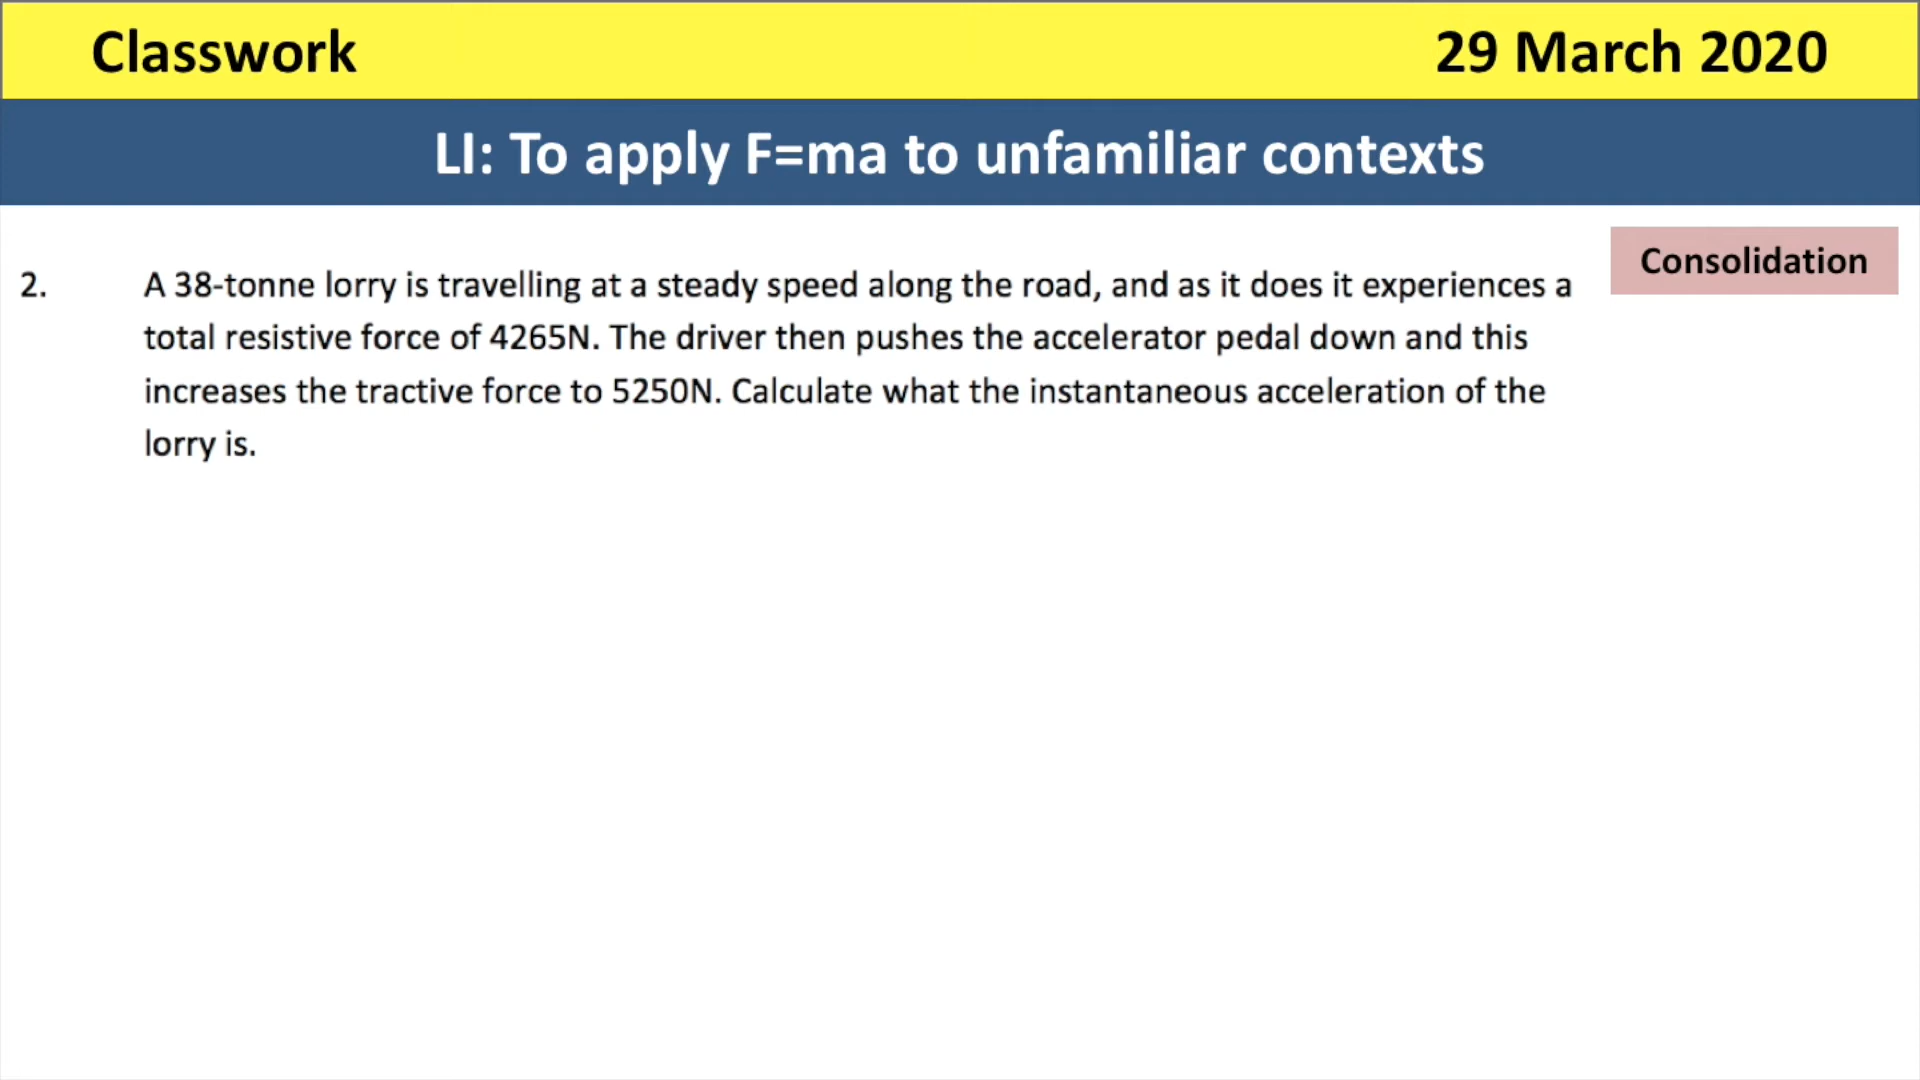 Classwork
29 March 2020
LI: To apply F=ma to unfamiliar contexts
Consolidation
2. A 38-tonne lorry is travelling at a steady speed along the road, and as it does it experiences a
total resistive force of 4265N. The driver then pushes the accelerator pedal down and this
increases the tractive force to 5250N. Calculate what the instantaneous acceleration of the
lorry is.